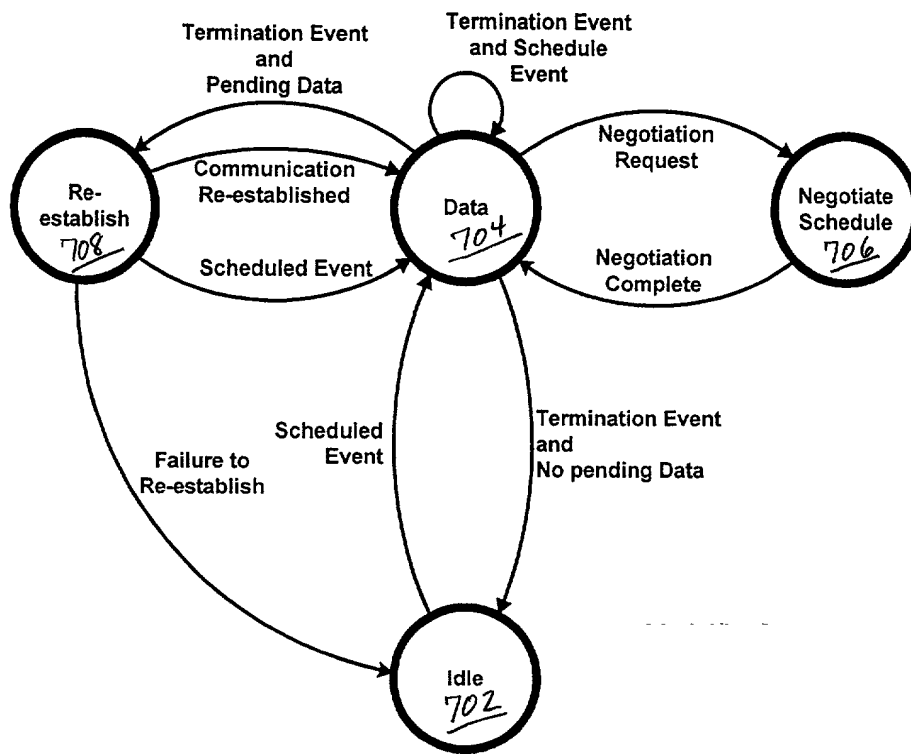 Termination Event
and
Pending Data
Termination Event
and Schedule
Event
Negotiation
Request
Communication
Re-established
Re-
establish
708
Data
704
Negotiate
Schedule
706
Scheduled Event
Negotiation
Complete
Scheduled
Event
Termination Event
and
No pending Data
Failure to
Re-establish
Idle
702